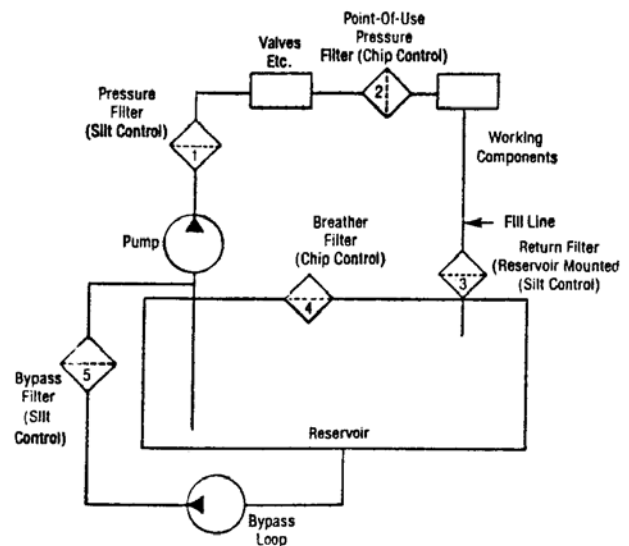 Point-Of-Use
Pressure
Filter (Chip Control)
Valves
Etc.
2
Pressure
Filter
(Silt Control)
1
Working
Components
Pump
Breather
Filter
(Chip Control)
Fill Line
Return Filter
(Reservoir Mounted
(Silt Control)
3
4
5
Bypass
Filter
(Silt
Control)
Reservoir
Bypass
Loop